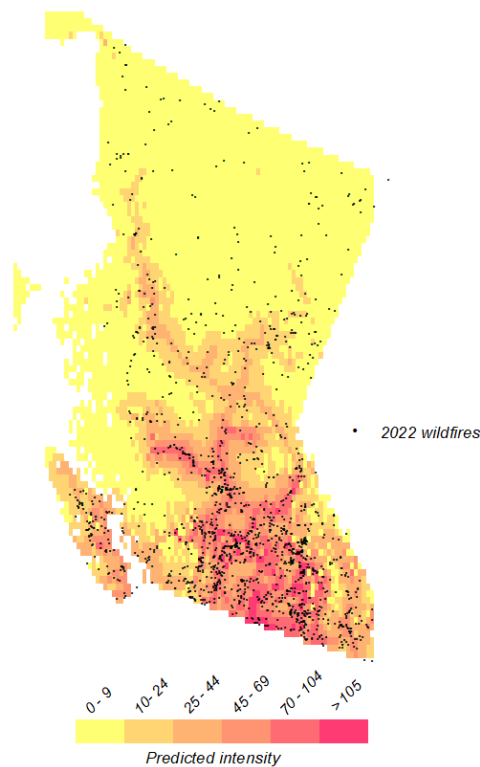 2022 wildfires
0 - 9
10- 24
25 - 44
45 - 69
70 - 104
>105
Predicted intensity